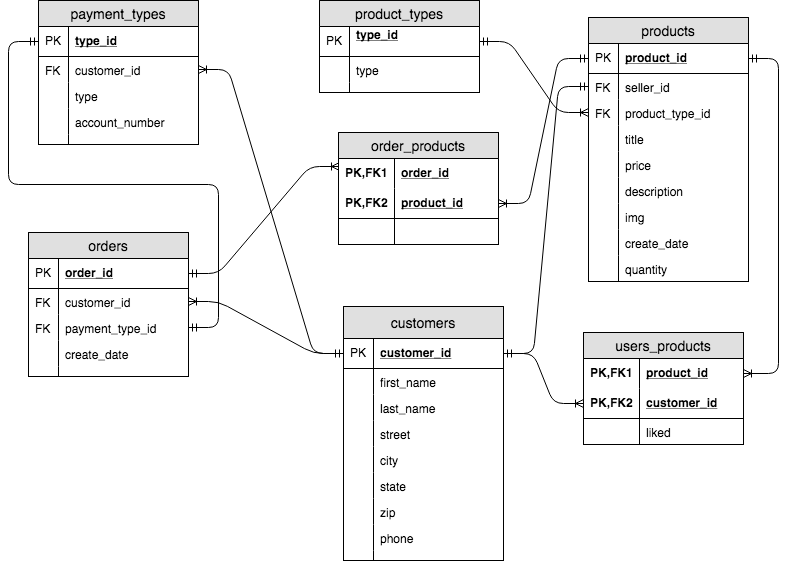 payment_types
PK type_id
FK customer_id
type
account_number
product_types
PK type_id
type
products
PK product_id
FK seller_id
FK product_type_id
title
price
description
img
create_date
quantity
order_products
PK,FK1 order_id
PK,FK2 product_id
orders
PK order_id
FK customer_id
FK payment_type_id
create_date
customers
PK customer_id
first_name
last_name
street
city
state
zip
phone
users_products
PK,FK1 product_id
PK,FK2 customer_id
liked